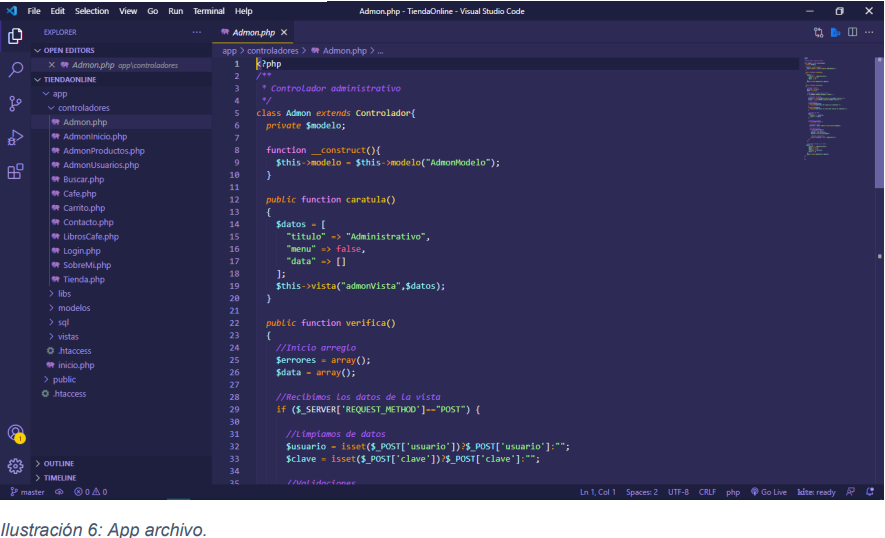 File Edit Selection View Go Run Terminal Help
Admon.php - TiendaOnline - Visual Studio Code
EXPLORER
OPEN EDITORS
Admon.php app\controladores
TIENDAONLINE
app
controladores
Admon.php
AdmonInicio.php
AdmonProductos.php
AdmonUsuarios.php
Buscar.php
Cafe.php
Carrito.php
Contacto.php
LibrosCafe.php
Login.php
SobreMi.php
Tienda.php
libs
modelos
sql
vistas
.htaccess
inicio.php
public
.htaccess
OUTLINE
TIMELINE
Admon.php
app > controladores > Admon.php > ...
1 <?php
2 /**
3 * Controlador administrativo
4 */
5 class Admon extends Controlador{
6 private $modelo;
7
8 function __construct(){
9 $this->modelo = $this->modelo("AdmonModelo");
10 }
11
12 public function caratula()
13 {
14 $datos = [
15 "titulo" => "Administrativo",
16 "menu" => false,
17 "data" => []
18 ];
19 $this->vista("admonVista",$datos);
20 }
21
22 public function verifica()
23 {
24 //Inicio arreglo
25 $errores = array();
26 $data = array();
27
28 //Recibimos los datos de la vista
29 if ($_SERVER['REQUEST_METHOD']=="POST") {
30
31 //Limpiamos de datos
32 $usuario = isset($_POST['usuario'])?$_POST['usuario']:"";
33 $clave = isset($_POST['clave'])?$_POST['clave']:"";
34
35 //Validaciones
1
master 0 0
Ln 1, Col 1 Spaces: 2 UTF-8 CRLF php Go Live kite: ready
Ilustración 6: App archivo.